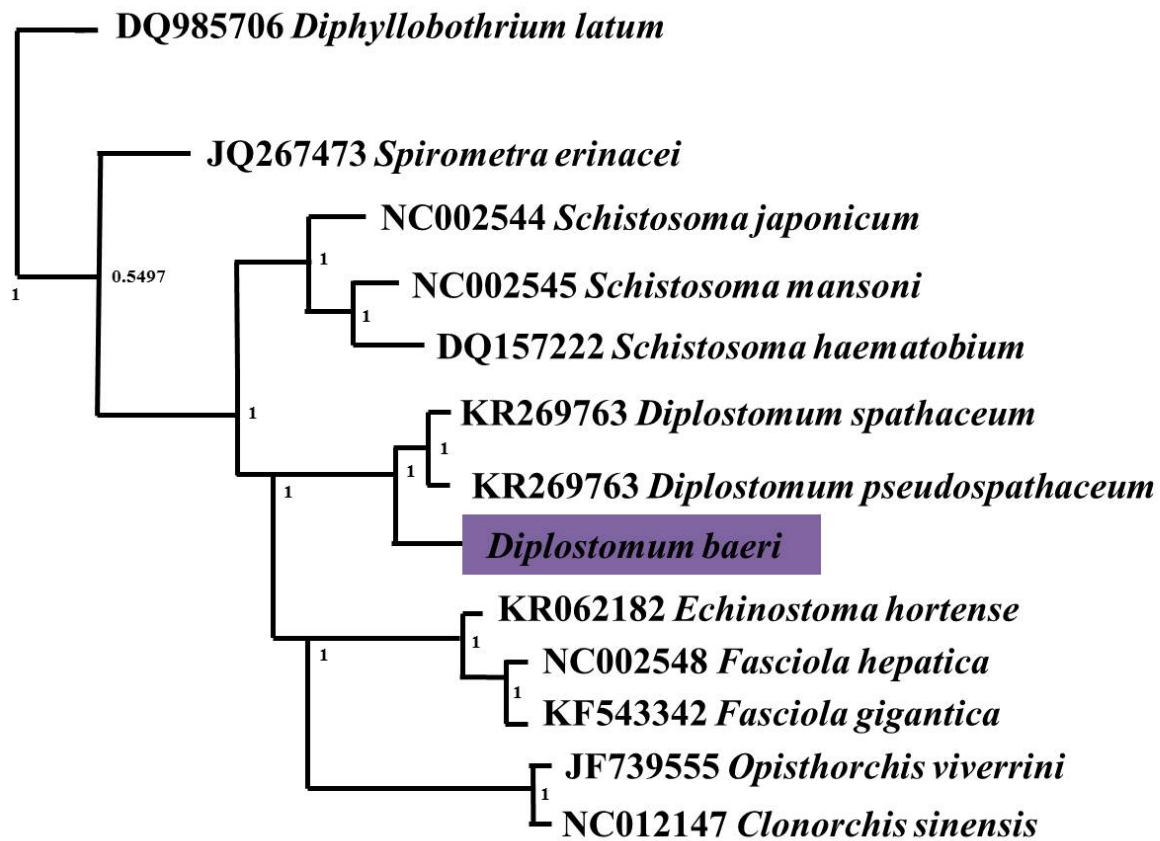 DQ985706 Diphyllobothrium latum
JQ267473 Spirometra erinacei
NC002544 Schistosoma japonicum
1
0.5497
1
NC002545 Schistosoma mansoni
1
DQ157222 Schistosoma haematobium
1
KR269763 Diplostomum spathaceum
1
1
KR269763 Diplostomum pseudospathaceum
1
Diplostomum baeri
KR062182 Echinostoma hortense
1
1
NC002548 Fasciola hepatica
1
KF543342 Fasciola gigantica
JF739555 Opisthorchis viverrini
1
NC012147 Clonorchis sinensis